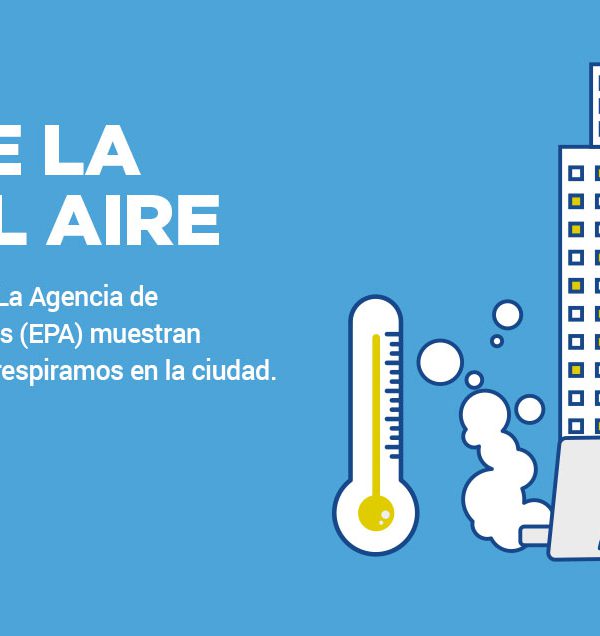 E LA
L AIRE
La Agencia de
s (EPA) muestran
respiramos en la ciudad.